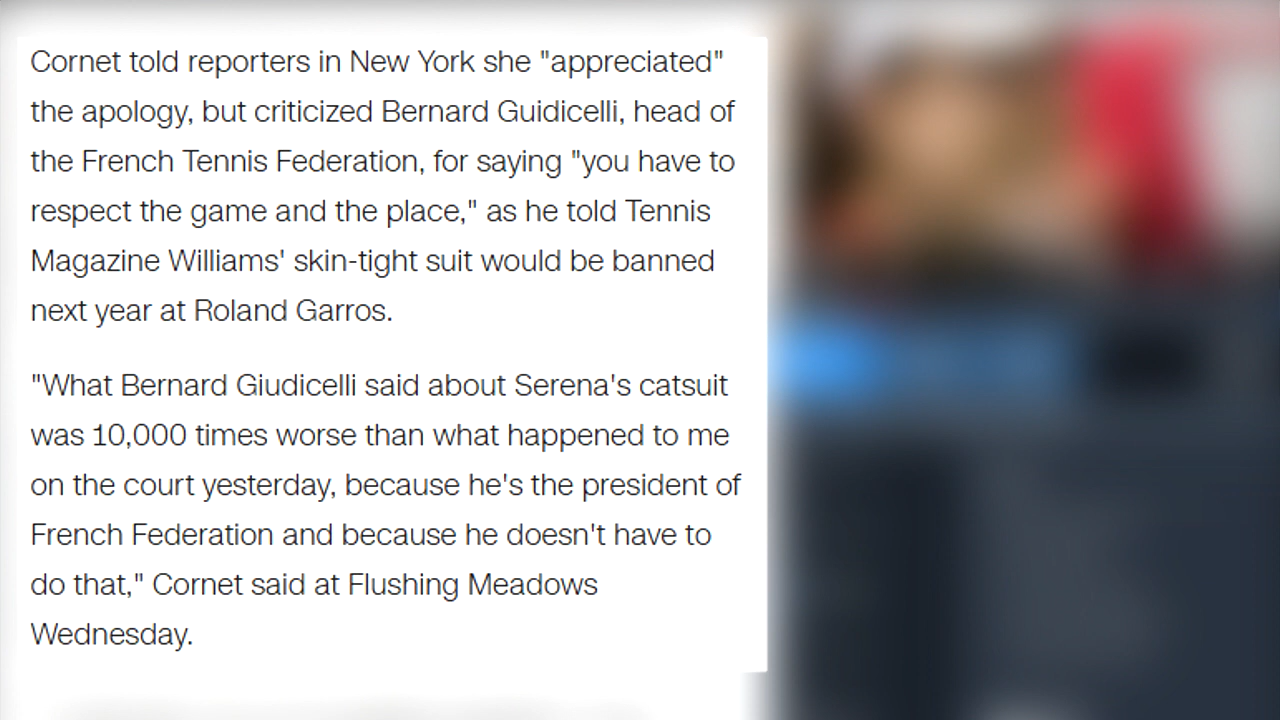 Cornet told reporters in New York she "appreciated"
the apology, but criticized Bernard Guidicelli, head of
the French Tennis Federation, for saying "you have to
respect the game and the place," as he told Tennis
Magazine Williams' skin-tight suit would be banned
next year at Roland Garros.
"What Bernard Giudicelli said about Serena's catsuit
was 10,000 times worse than what happened to me
on the court yesterday, because he's the president of
French Federation and because he doesn't have to
do that," Cornet said at Flushing Meadows
Wednesday.